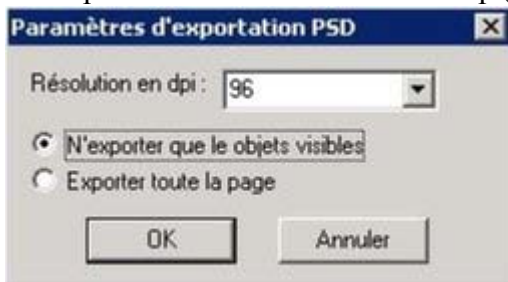 Paramètres d'exportation PSD
Résolution en dpi : 96
N'exporter que le objets visibles
Exporter toute la page
OK Annuler